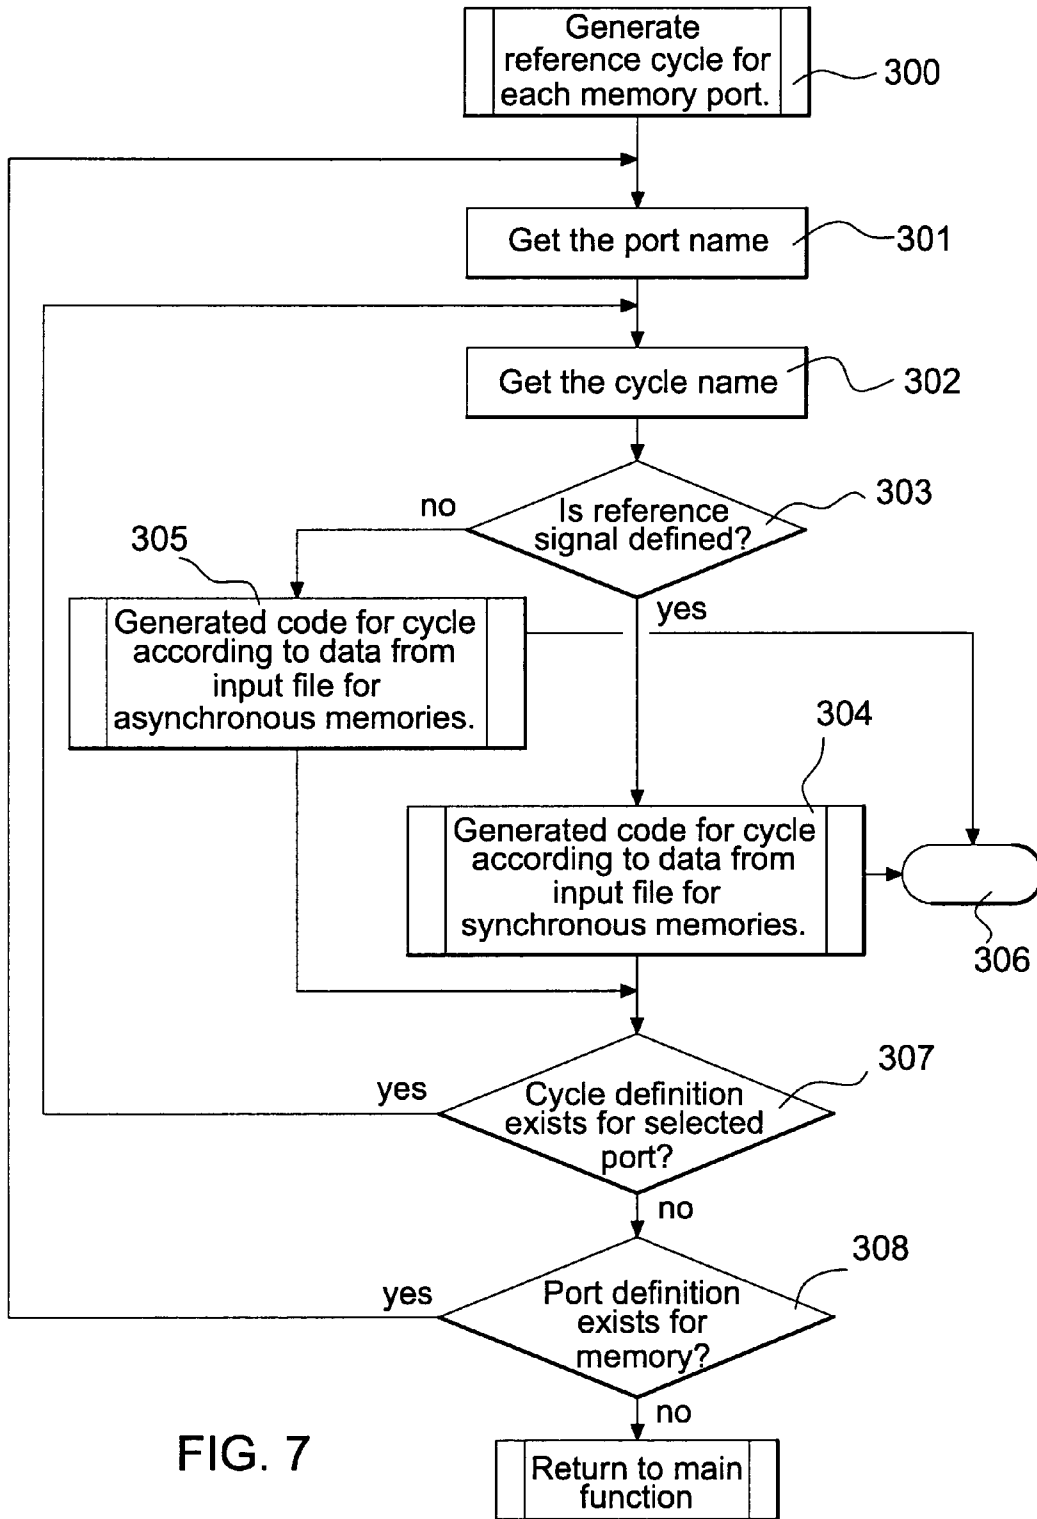 Generate
reference cycle for
each memory port.
300
Get the port name
301
Get the cycle name
302
Is reference
signal defined?
303
no
yes
305
Generated code for cycle
according to data from
input file for
asynchronous memories.
304
Generated code for cycle
according to data from
input file for
synchronous memories.
306
307
yes
Cycle definition
exists for selected
port?
no
308
yes
Port definition
exists for
memory?
no
FIG. 7
Return to main
function